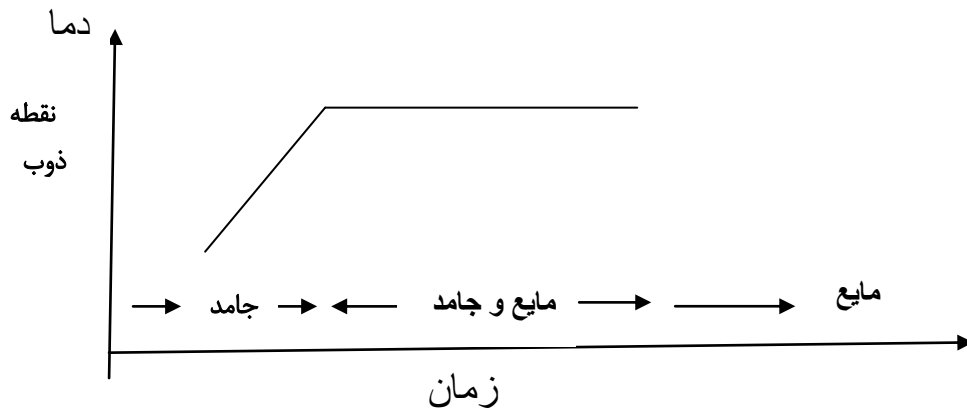 دما
نقطه
ذوب
جامد
مایع و جامد
مایع
زمان